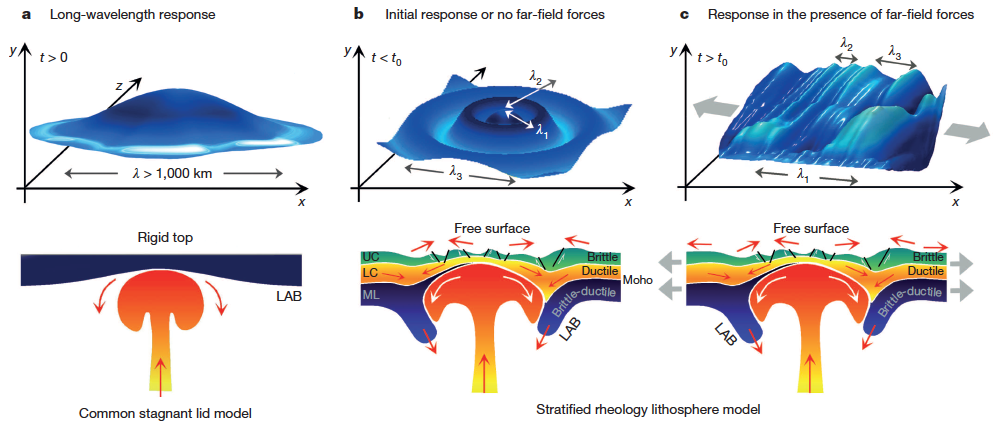 a Long-wavelength response
y
t > 0
z
λ > 1,000 km
x
Rigid top
LAB
Common stagnant lid model
b Initial response or no far-field forces
y
t < t0
λ2
λ1
λ3
x
Free surface
UC
LC
ML
Brittle
Ductile
Moho
Brittle-ductile
LAB
c Response in the presence of far-field forces
y
t > t0
λ2
λ3
λ1
x
Free surface
Brittle
Ductile
Brittle-ductile
LAB
Stratified rheology lithosphere model